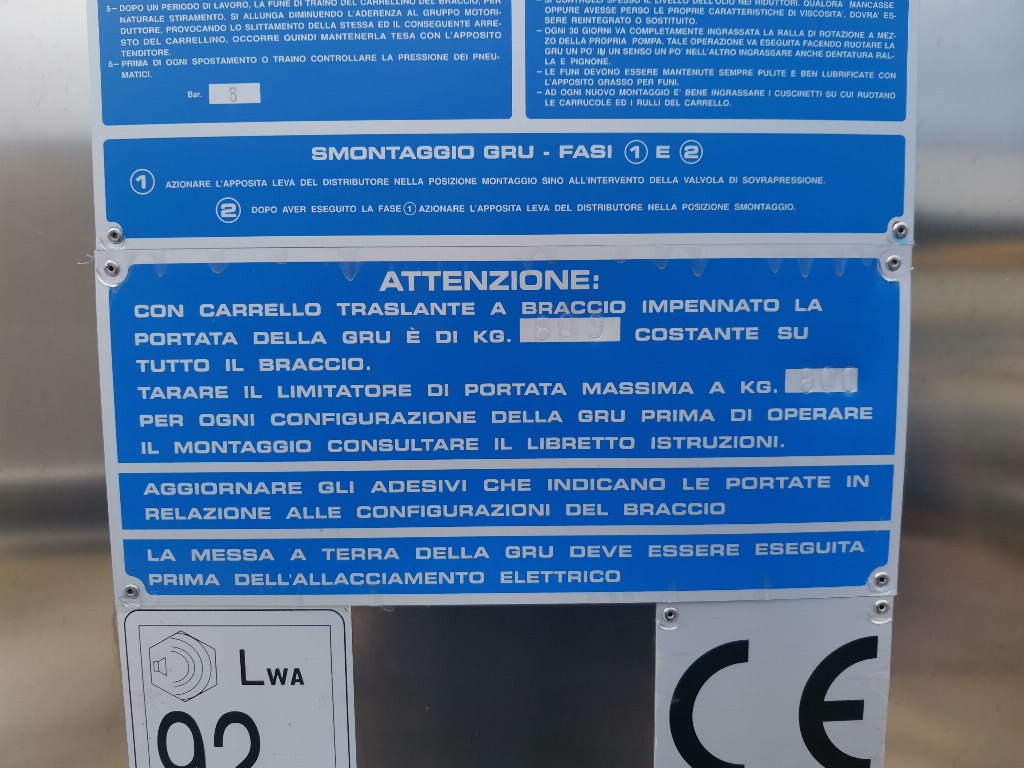 5– DOPO UN PERIODO DI LAVORO, LA FUNE DI TRAINO DEL CARRELLINO DEL BRACCIO, PER
NATURALE STIRAMENTO, SI ALLUNGA DIMINUENDO L'ADERENZA AL GRUPPO MOTORI-
DUTTORE, PROVOCANDO LO SLITTAMENTO DELLA STESSA ED IL CONSEGUENTE ARRE-
STO DEL CARRELLINO, OCCORRE QUINDI MANTENERLA TESA CON L'APPOSITO
TENDITORE.
6– PRIMA DI OGNI SPOSTAMENTO O TRAINO CONTROLLARE LA PRESSIONE DEI PNEU-
MATICI.
Bar. 6
– SI CONTROLLI SPESSO IL LIVELLO DELL'OLIO NEI RIDUTTORI. QUALORA MANCASSE
OPPURE AVESSE PERSO LE PROPRIE CARATTERISTICHE DI VISCOSITA', DOVRA' ES-
SERE REINTEGRATO O SOSTITUITO.
– OGNI 30 GIORNI VA COMPLETAMENTE INGRASSATA LA RALLA DI ROTAZIONE A MEZ-
ZO DELLA PROPRIA POMPA. TALE OPERAZIONE VA ESEGUITA FACENDO RUOTARE LA
GRU UN PO' IN UN SENSO UN PO' NELL'ALTRO INGRASSARE ANCHE DENTATURA RAL-
LA E PIGNONE.
– LE FUNI DEVONO ESSERE MANTENUTE SEMPRE PULITE E BEN LUBRIFICATE CON
L'APPOSITO GRASSO PER FUNI.
– AD OGNI NUOVO MONTAGGIO E' BENE INGRASSARE I CUSCINETTI SU CUI RUOTANO
LE CARRUCOLE ED I RULLI DEL CARRELLO.
SMONTAGGIO GRU - FASI ① E ②
① AZIONARE L'APPOSITA LEVA DEL DISTRIBUTORE NELLA POSIZIONE MONTAGGIO SINO ALL'INTERVENTO DELLA VALVOLA DI SOVRAPRESSIONE.
② DOPO AVER ESEGUITO LA FASE ① AZIONARE L'APPOSITA LEVA DEL DISTRIBUTORE NELLA POSIZIONE SMONTAGGIO.
ATTENZIONE:
CON CARRELLO TRASLANTE A BRACCIO IMPENNATO LA
PORTATA DELLA GRU È DI KG. COSTANTE SU
TUTTO IL BRACCIO.
TARARE IL LIMITATORE DI PORTATA MASSIMA A KG. 800
PER OGNI CONFIGURAZIONE DELLA GRU PRIMA DI OPERARE
IL MONTAGGIO CONSULTARE IL LIBRETTO ISTRUZIONI.
AGGIORNARE GLI ADESIVI CHE INDICANO LE PORTATE IN
RELAZIONE ALLE CONFIGURAZIONI DEL BRACCIO
LA MESSA A TERRA DELLA GRU DEVE ESSERE ESEGUITA
PRIMA DELL'ALLACCIAMENTO ELETTRICO
LWA
92
CE